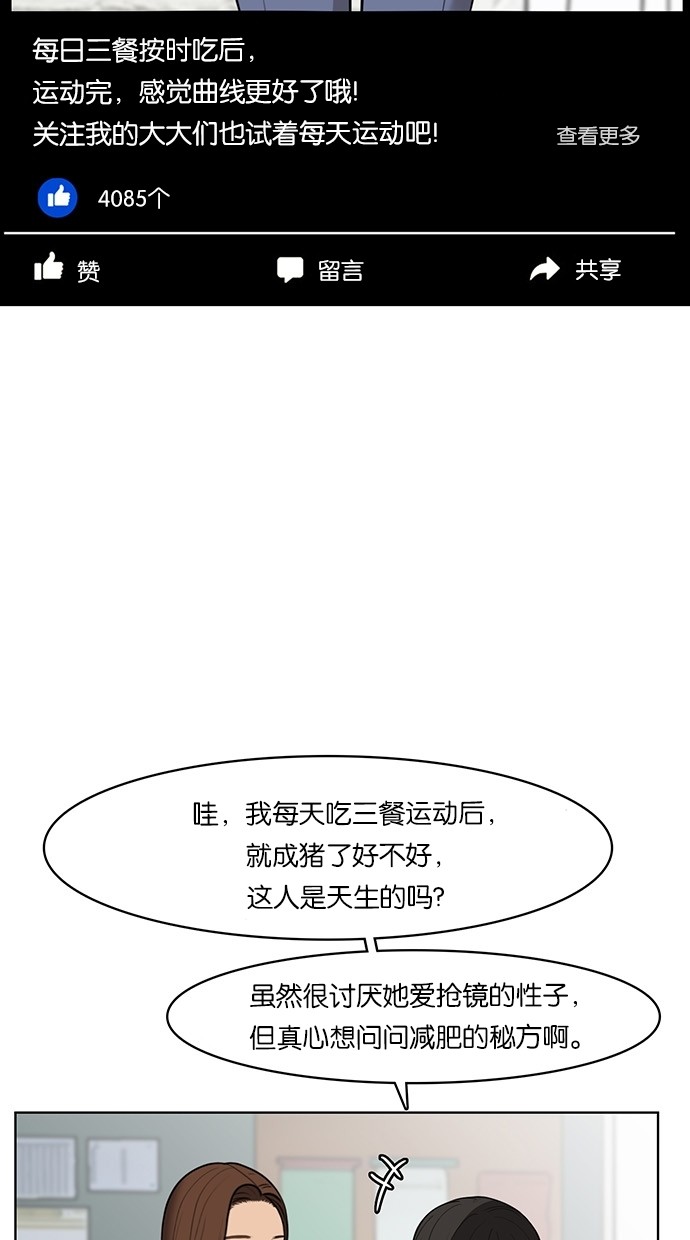 每日三餐按时吃后，
运动完，感觉曲线更好了哦!
关注我的大大们也试着每天运动吧!
查看更多
4085个
赞
留言
共享
哇，我每天吃三餐运动后，
就成猪了好不好，
这人是天生的吗?
虽然很讨厌她爱抢镜的性子，
但真心想问问减肥的秘方啊。